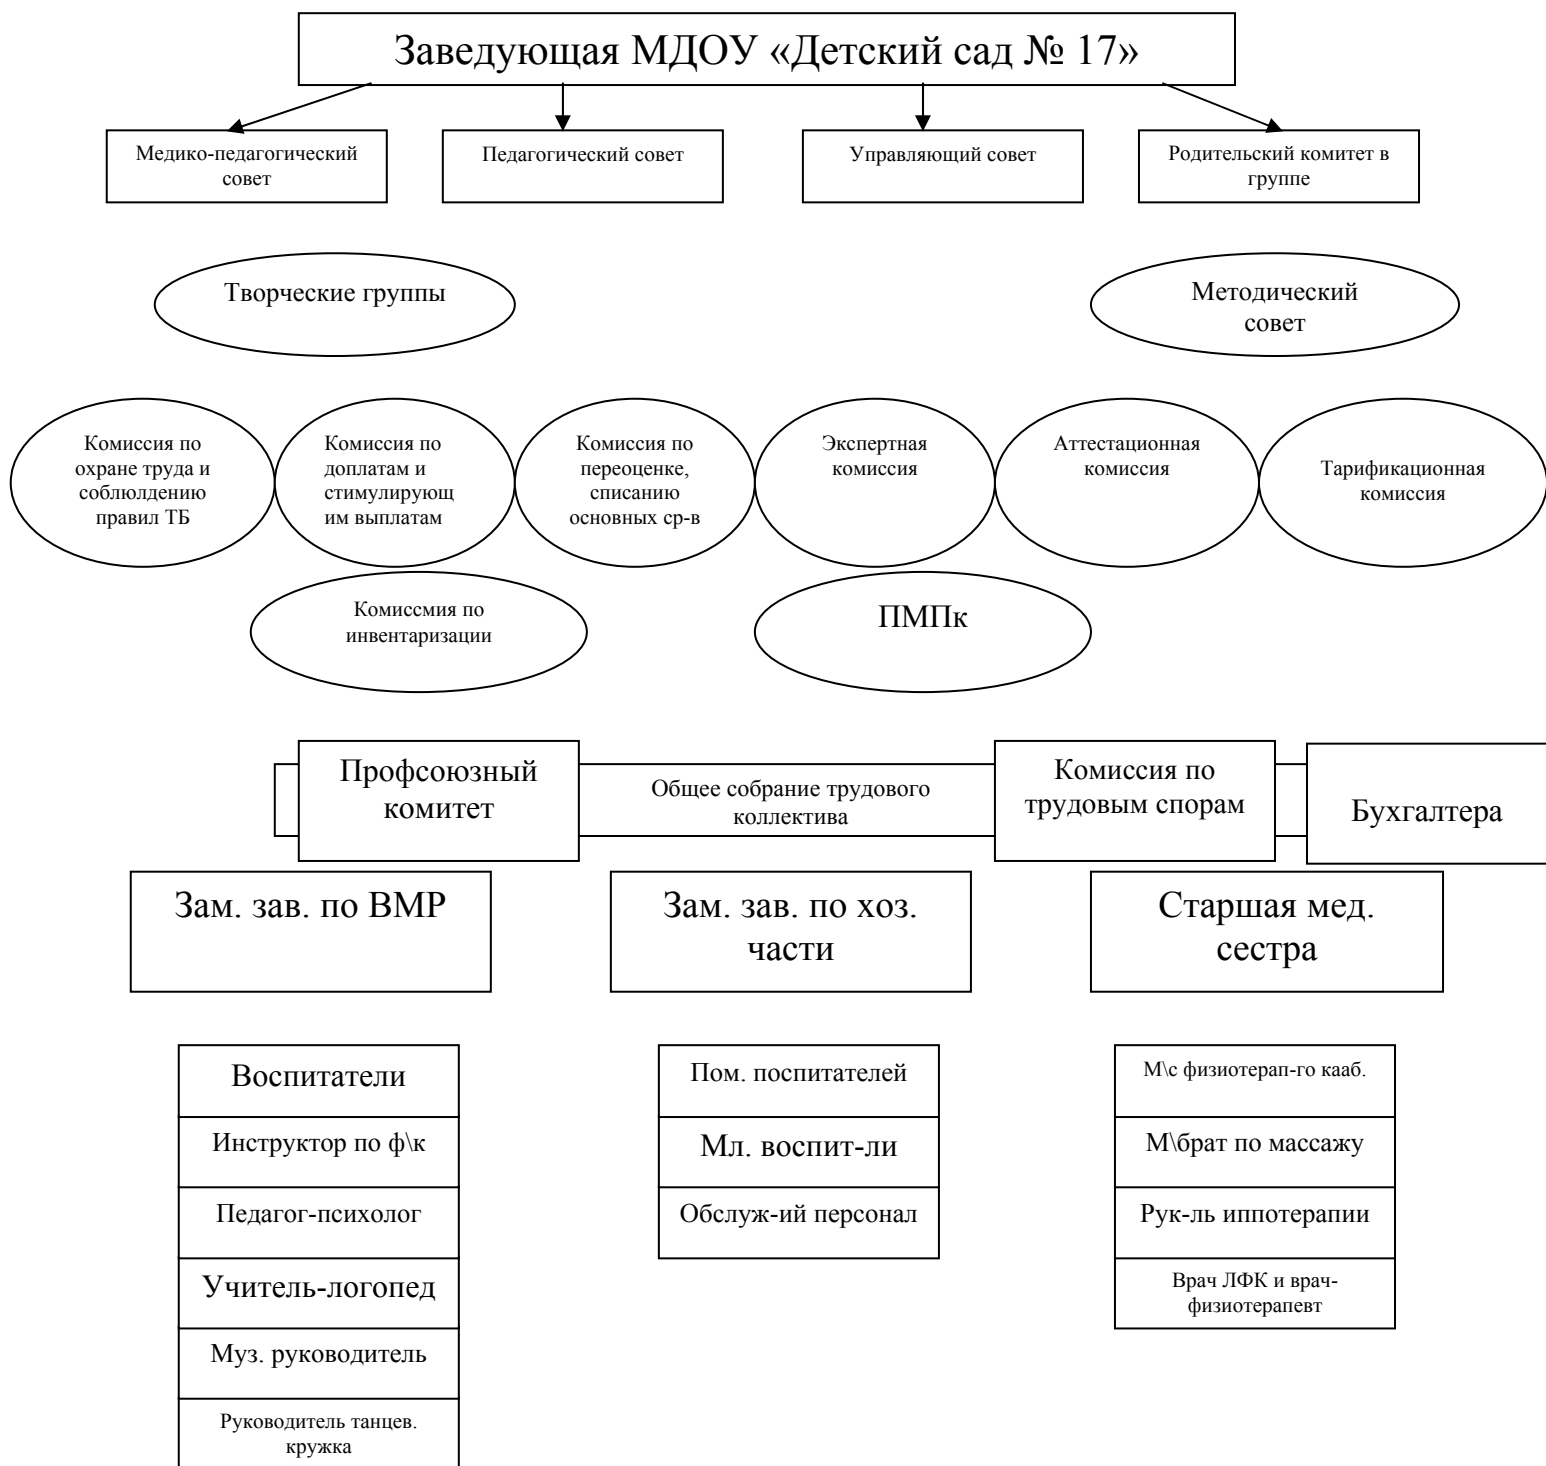 Заведующая МДОУ «Детский сад № 17»
Медико-педагогический
совет
Педагогический совет
Управляющий совет
Родительский комитет в
группе
Творческие группы
Методический
совет
Комиссия по
охране труда и
соблюлдению
правил ТБ
Комиссия по
доплатам и
стимулирующ
им выплатам
Комиссия по
переоценке,
списанию
основных ср-в
Экспертная
комиссия
Аттестационная
комиссия
Тарификационная
комиссия
Комиссмия по
инвентаризации
ПМПк
Профсоюзный
комитет
Общее собрание трудового
коллектива
Комиссия по
трудовым спорам
Бухгалтера
Зам. зав. по ВМР
Зам. зав. по хоз.
части
Старшая мед.
сестра
Воспитатели
Инструктор по ф\к
Педагог-психолог
Учитель-логопед
Муз. руководитель
Руководитель танцев.
кружка
Пом. поспитателей
Мл. воспит-ли
Обслуж-ий персонал
М\с физиотерап-го кааб.
М\брат по массажу
Рук-ль иппотерапии
Врач ЛФК и врач-
физиотерапевт